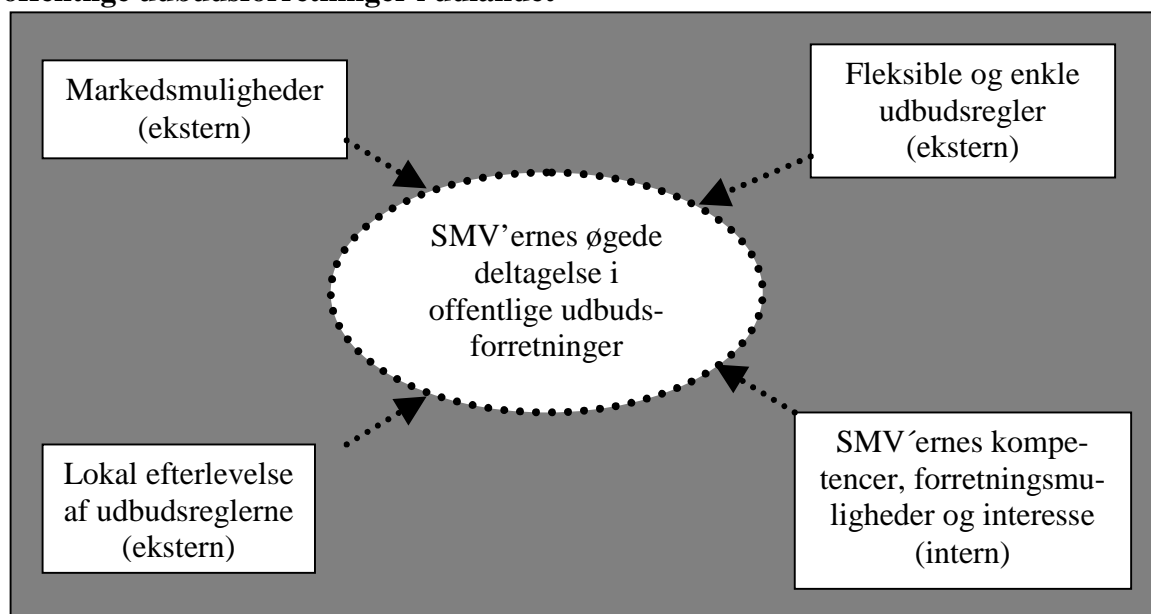 offentlige udbudsforretninger i udlandet
Markedsmuligheder
(ekstern)
Fleksible og enkle
udbudsregler
(ekstern)
SMV’ernes øgede
deltagelse i
offentlige udbuds-
forretninger
Lokal efterlevelse
af udbudsreglerne
(ekstern)
SMV´ernes kompe-
tencer, forretningsmu-
ligheder og interesse
(intern)